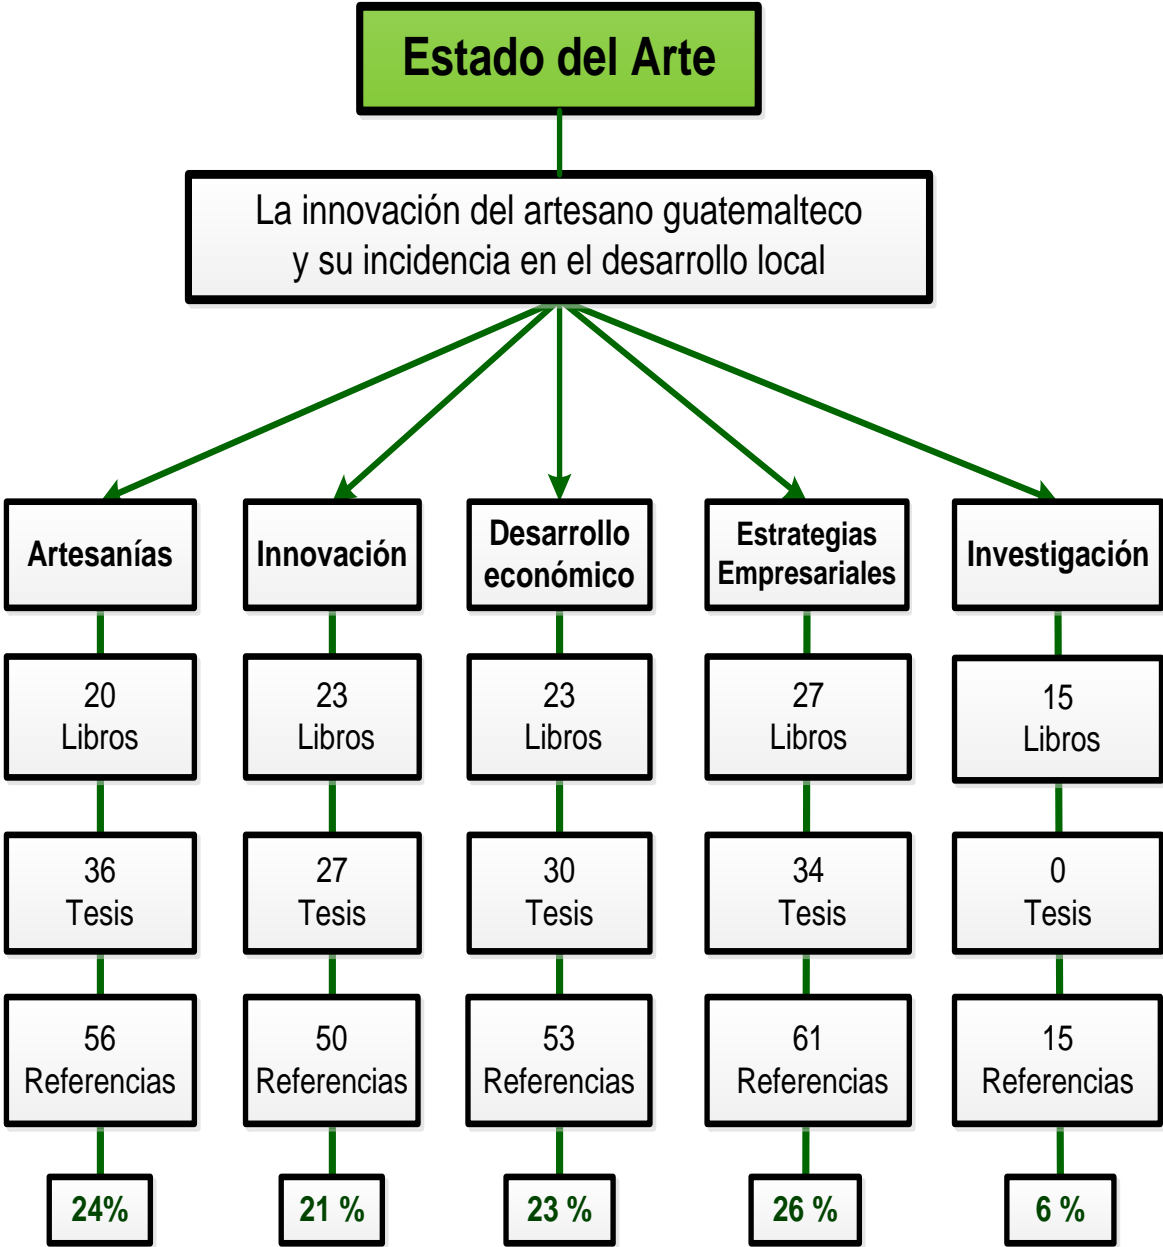 Estado del Arte
La innovación del artesano guatemalteco
y su incidencia en el desarrollo local
Artesanías
Innovación
Desarrollo
económico
Estrategias
Empresariales
Investigación
20
Libros
23
Libros
23
Libros
27
Libros
15
Libros
36
Tesis
27
Tesis
30
Tesis
34
Tesis
0
Tesis
56
Referencias
50
Referencias
53
Referencias
61
Referencias
15
Referencias
24%
21 %
23 %
26 %
6 %